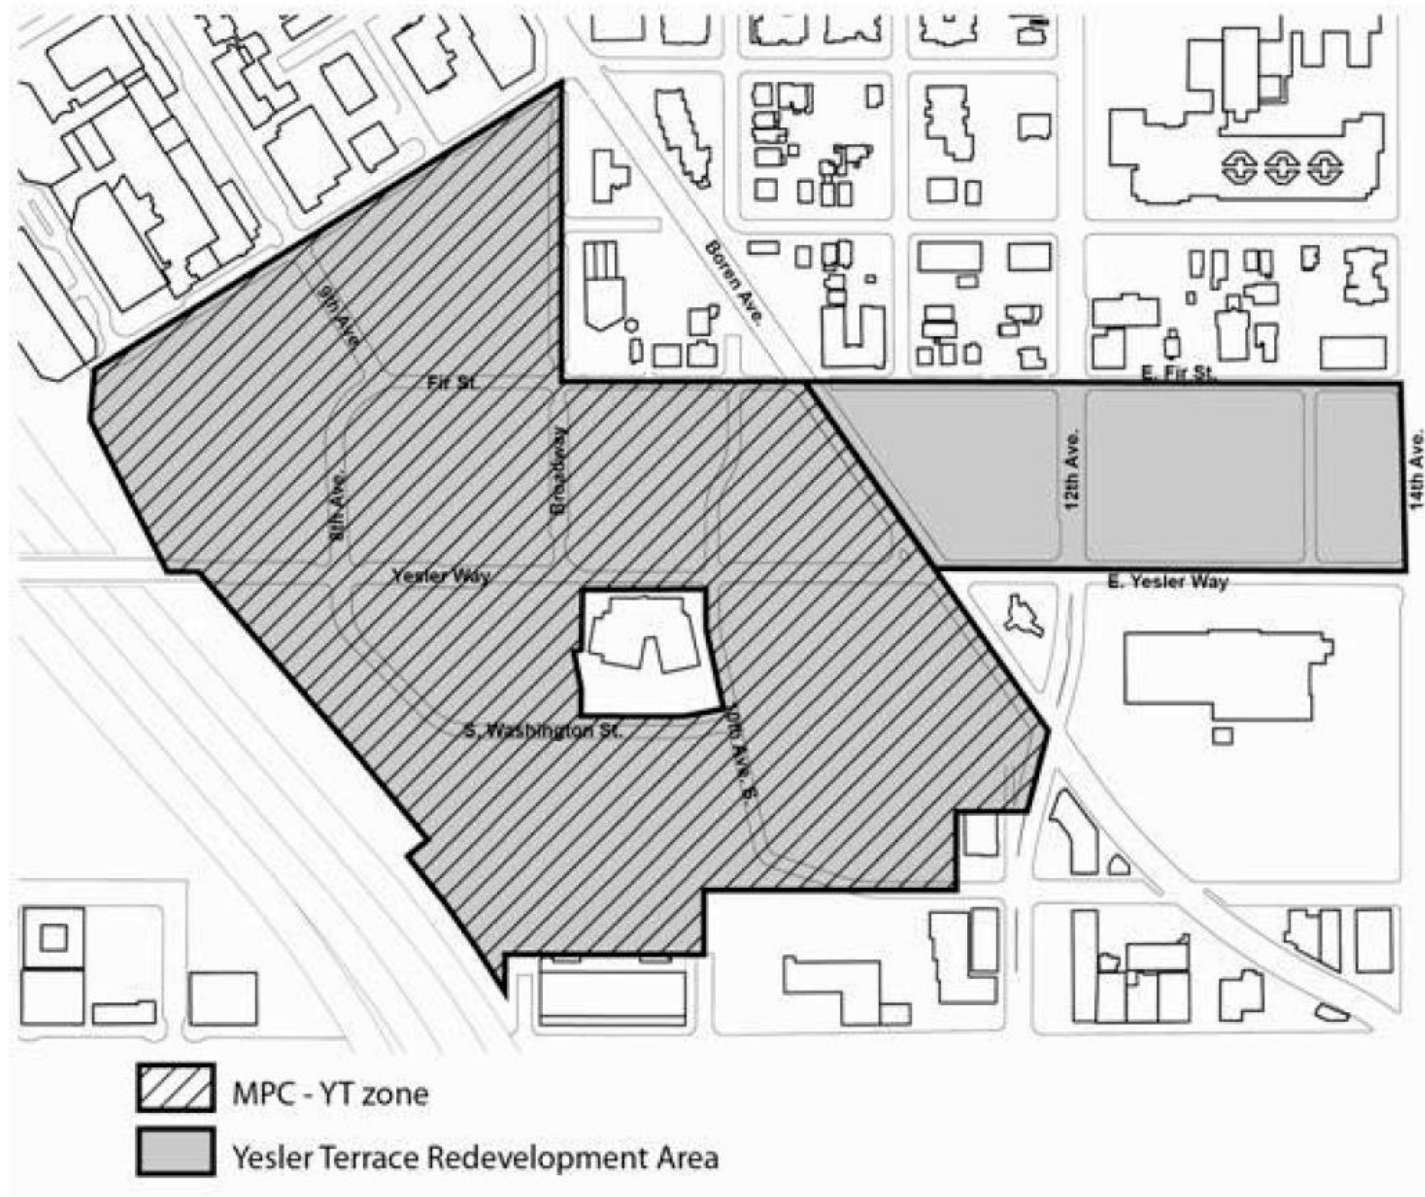 Boren Ave.
9th Ave.
Fir St.
E. Fir St.
Broadway
8th Ave.
12th Ave.
14th Ave.
Yesler Way
E. Yesler Way
S. Washington St.
10th Ave. S
MPC - YT zone
Yesler Terrace Redevelopment Area